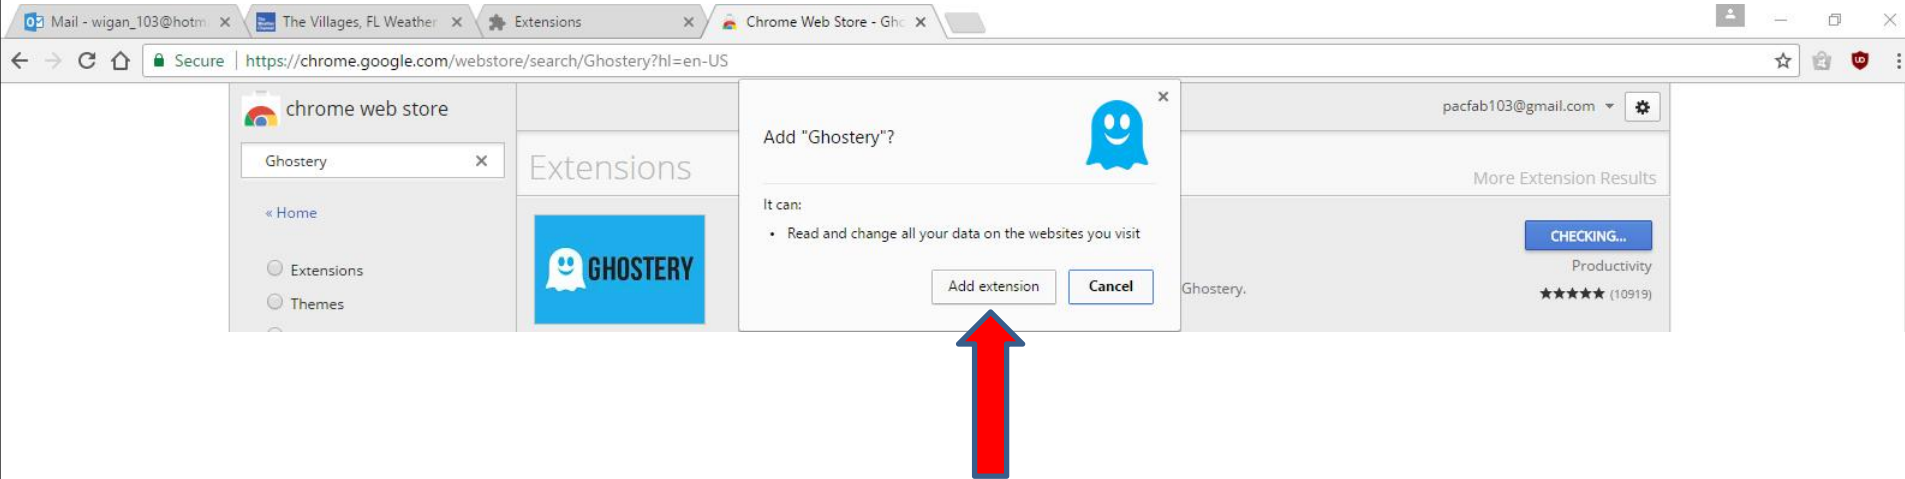 Mail - wigan_103@hotm
The Villages, FL Weather
Extensions
Chrome Web Store - Gho
Secure
https://chrome.google.com/webstore/search/Ghostery?hl=en-US
chrome web store
pacfab103@gmail.com
Add "Ghostery"?
Ghostery
Extensions
More Extension Results
It can:
« Home
• Read and change all your data on the websites you visit
CHECKING...
GHOSTERY
Extensions
Productivity
Add extension
Cancel
Ghostery.
(10919)
Themes